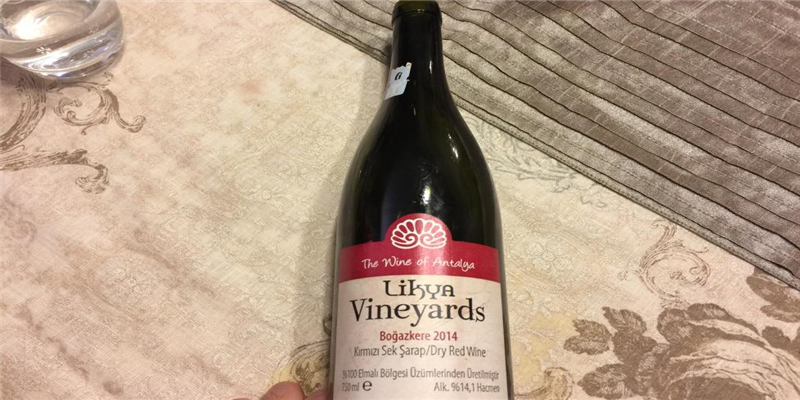 6
The Wine of Antalya
Likya
Vineyards
Boğazkere 2014
Kırmızı Sek Şarap/Dry Red Wine
%100 Elmalı Bölgesi Üzümlerinden Üretilmiştir
750 ml e Alk. %14,1 Hacmen